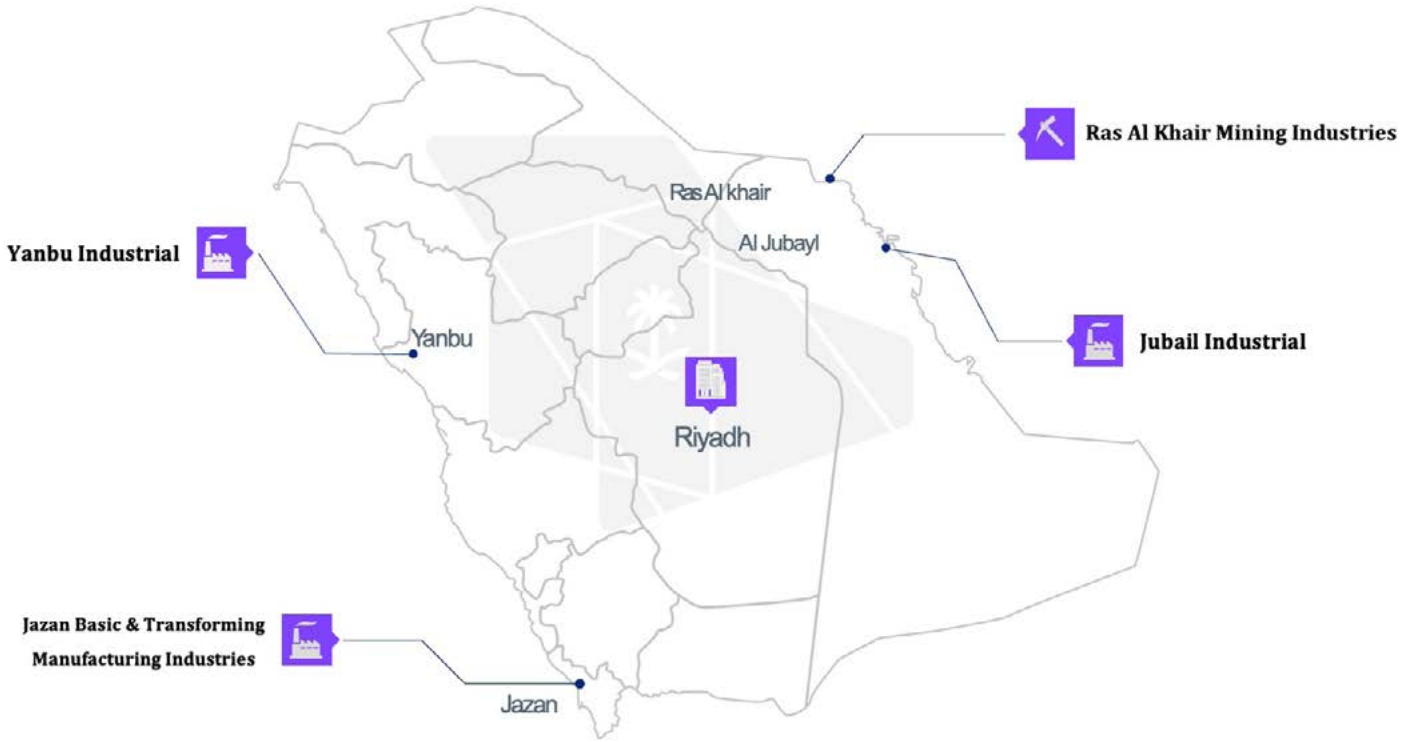 Ras Al Khair Mining Industries
Ras Al khair
Yanbu Industrial
Al Jubayl
Yanbu
Jubail Industrial
Riyadh
Jazan Basic & Transforming
Manufacturing Industries
Jazan